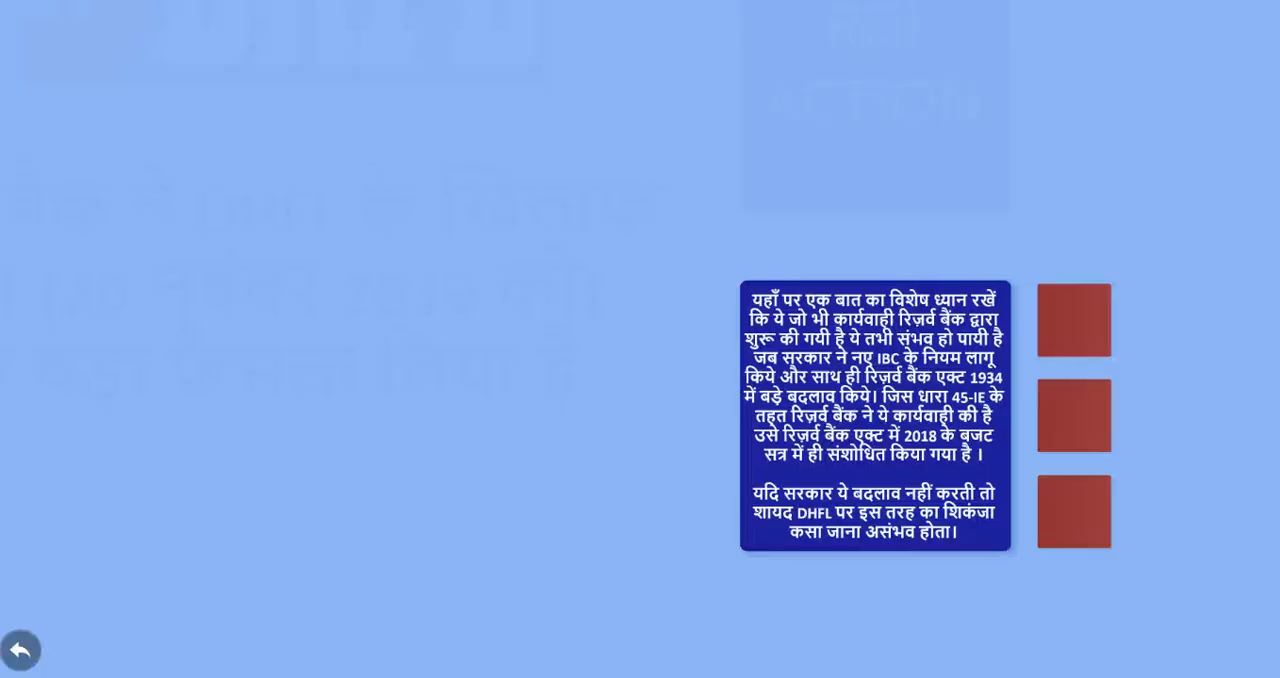 यहाँ पर एक बात का विशेष ध्यान रखें
कि ये जो भी कार्यवाही रिज़र्व बैंक द्वारा
शुरू की गयी है ये तभी संभव हो पायी है
जब सरकार ने नए IBC के नियम लागू
किये और साथ ही रिज़र्व बैंक एक्ट 1934
में बड़े बदलाव किये। जिस धारा 45-IE के
तहत रिज़र्व बैंक ने ये कार्यवाही की है
उसे रिज़र्व बैंक एक्ट में 2018 के बजट
सत्र में ही संशोधित किया गया है ।
यदि सरकार ये बदलाव नहीं करती तो
शायद DHFL पर इस तरह का शिकंजा
कसा जाना असंभव होता।